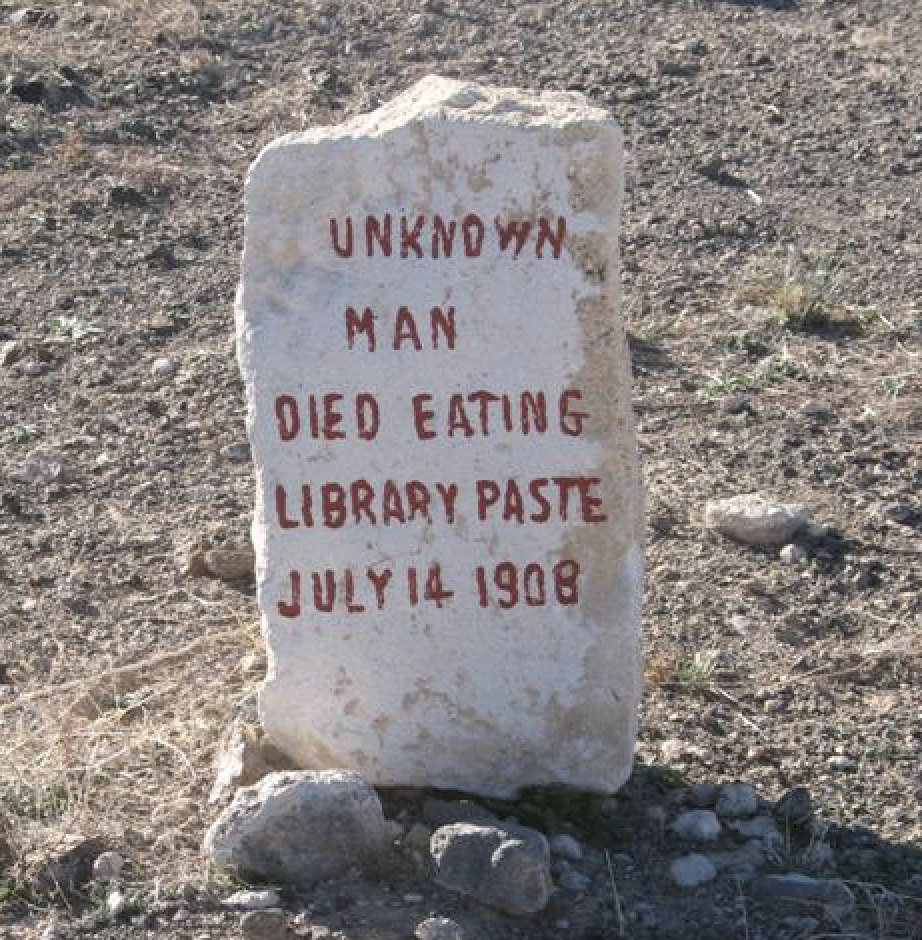 UNKNOWN
MAN
DIED EATING
LIBRARY PASTE
JULY 14 1908